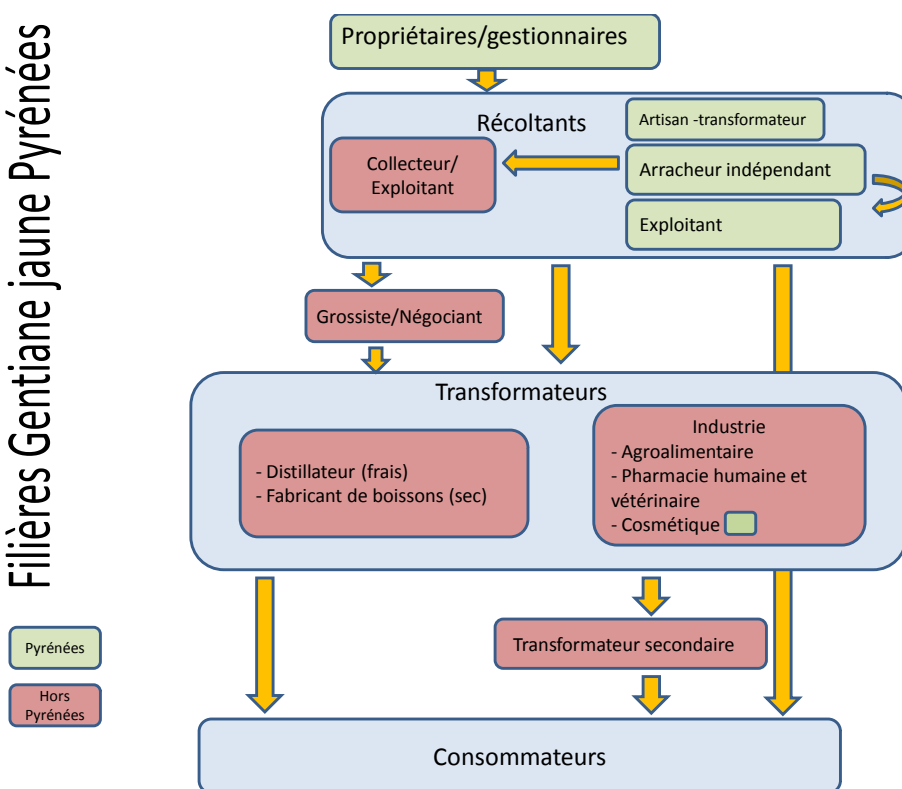 Filières Gentiane jaune Pyrénées
Propriétaires/gestionnaires
Récoltants
Artisan -transformateur
Collecteur/
Exploitant
Arracheur indépendant
Exploitant
Grossiste/Négociant
Transformateurs
- Distillateur (frais)
- Fabricant de boissons (sec)
Industrie
- Agroalimentaire
- Pharmacie humaine et
vétérinaire
- Cosmétique
Transformateur secondaire
Consommateurs
Pyrénées
Hors
Pyrénées